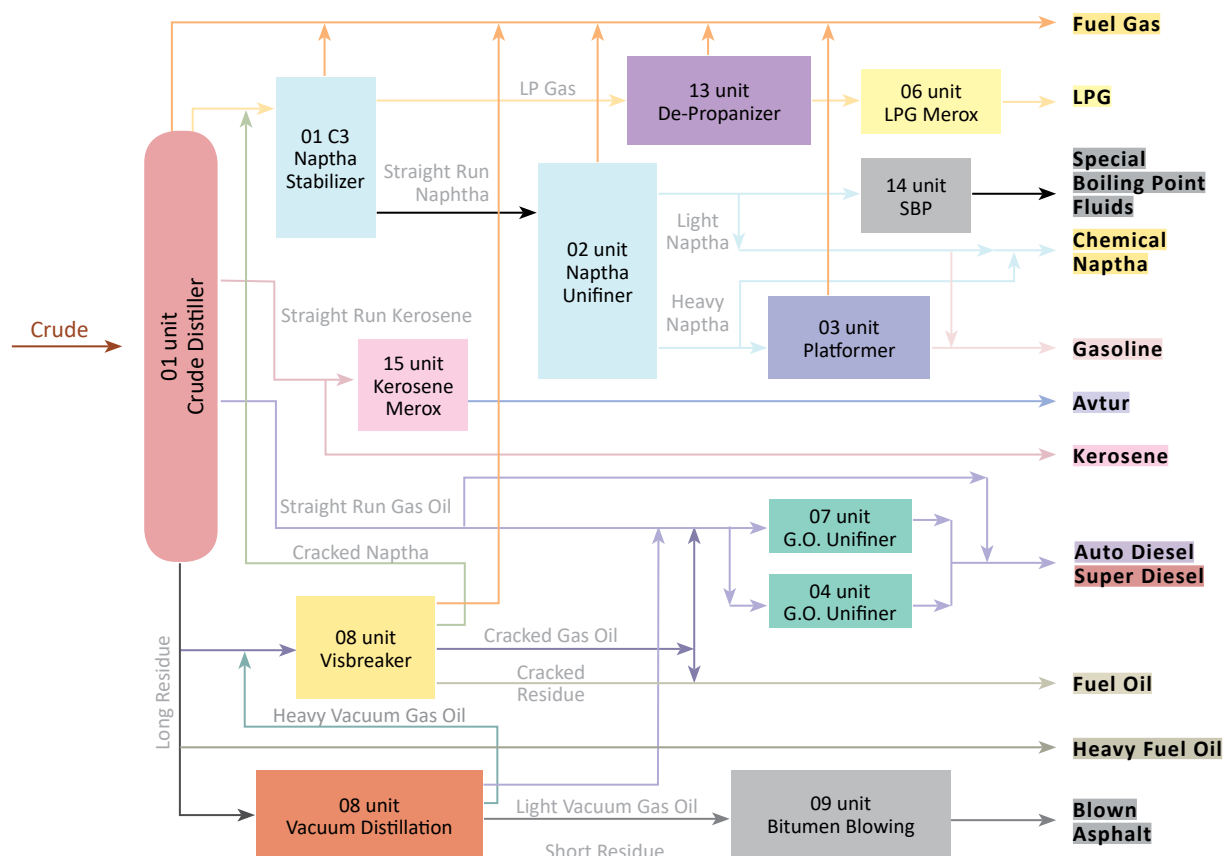 Fuel Gas
LP Gas
13 unit
De-Propanizer
06 unit
LPG Merox
LPG
01 C3
Naptha
Stabilizer
Straight Run
Naphtha
14 unit
SBP
Special
Boiling Point
Fluids
Light
Naptha
02 unit
Naptha
Unifiner
Chemical
Naptha
Heavy
Naptha
03 unit
Platformer
Gasoline
Crude
01 unit
Crude Distiller
Straight Run Kerosene
15 unit
Kerosene
Merox
Avtur
Kerosene
Straight Run Gas Oil
07 unit
G.O. Unifiner
Auto Diesel
Super Diesel
Cracked Naptha
04 unit
G.O. Unifiner
08 unit
Visbreaker
Cracked Gas Oil
Cracked
Residue
Fuel Oil
Long Residue
Heavy Vacuum Gas Oil
Heavy Fuel Oil
08 unit
Vacuum Distillation
Light Vacuum Gas Oil
09 unit
Bitumen Blowing
Blown
Asphalt
Short Residue